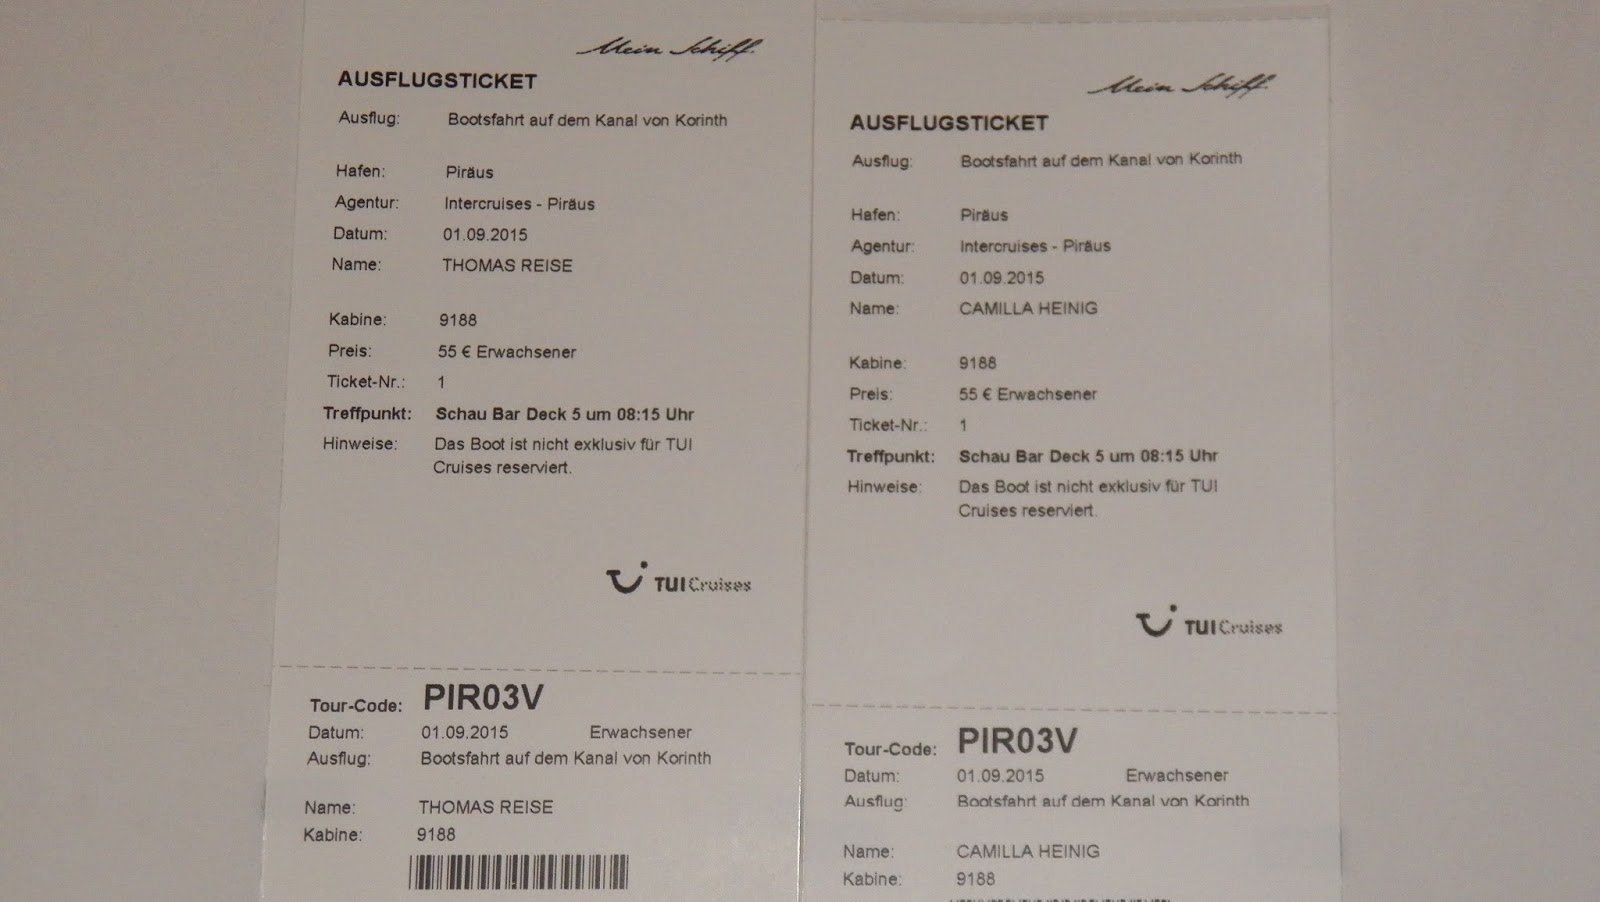 Mein Schiff
AUSFLUGSTICKET
Ausflug: Bootsfahrt auf dem Kanal von Korinth
Hafen: Piräus
Agentur: Intercruises - Piräus
Datum: 01.09.2015
Name: THOMAS REISE
Kabine: 9188
Preis: 55 € Erwachsener
Ticket-Nr.: 1
Treffpunkt: Schau Bar Deck 5 um 08:15 Uhr
Hinweise: Das Boot ist nicht exklusiv für TUI
Cruises reserviert.
TUI Cruises
Tour-Code: PIR03V
Datum: 01.09.2015 Erwachsener
Ausflug: Bootsfahrt auf dem Kanal von Korinth
Name: THOMAS REISE
Kabine: 9188
Mein Schiff
AUSFLUGSTICKET
Ausflug: Bootsfahrt auf dem Kanal von Korinth
Hafen: Piräus
Agentur: Intercruises - Piräus
Datum: 01.09.2015
Name: CAMILLA HEINIG
Kabine: 9188
Preis: 55 € Erwachsener
Ticket-Nr.: 1
Treffpunkt: Schau Bar Deck 5 um 08:15 Uhr
Hinweise: Das Boot ist nicht exklusiv für TUI
Cruises reserviert.
TUI Cruises
Tour-Code: PIR03V
Datum: 01.09.2015 Erwachsener
Ausflug: Bootsfahrt auf dem Kanal von Korinth
Name: CAMILLA HEINIG
Kabine: 9188